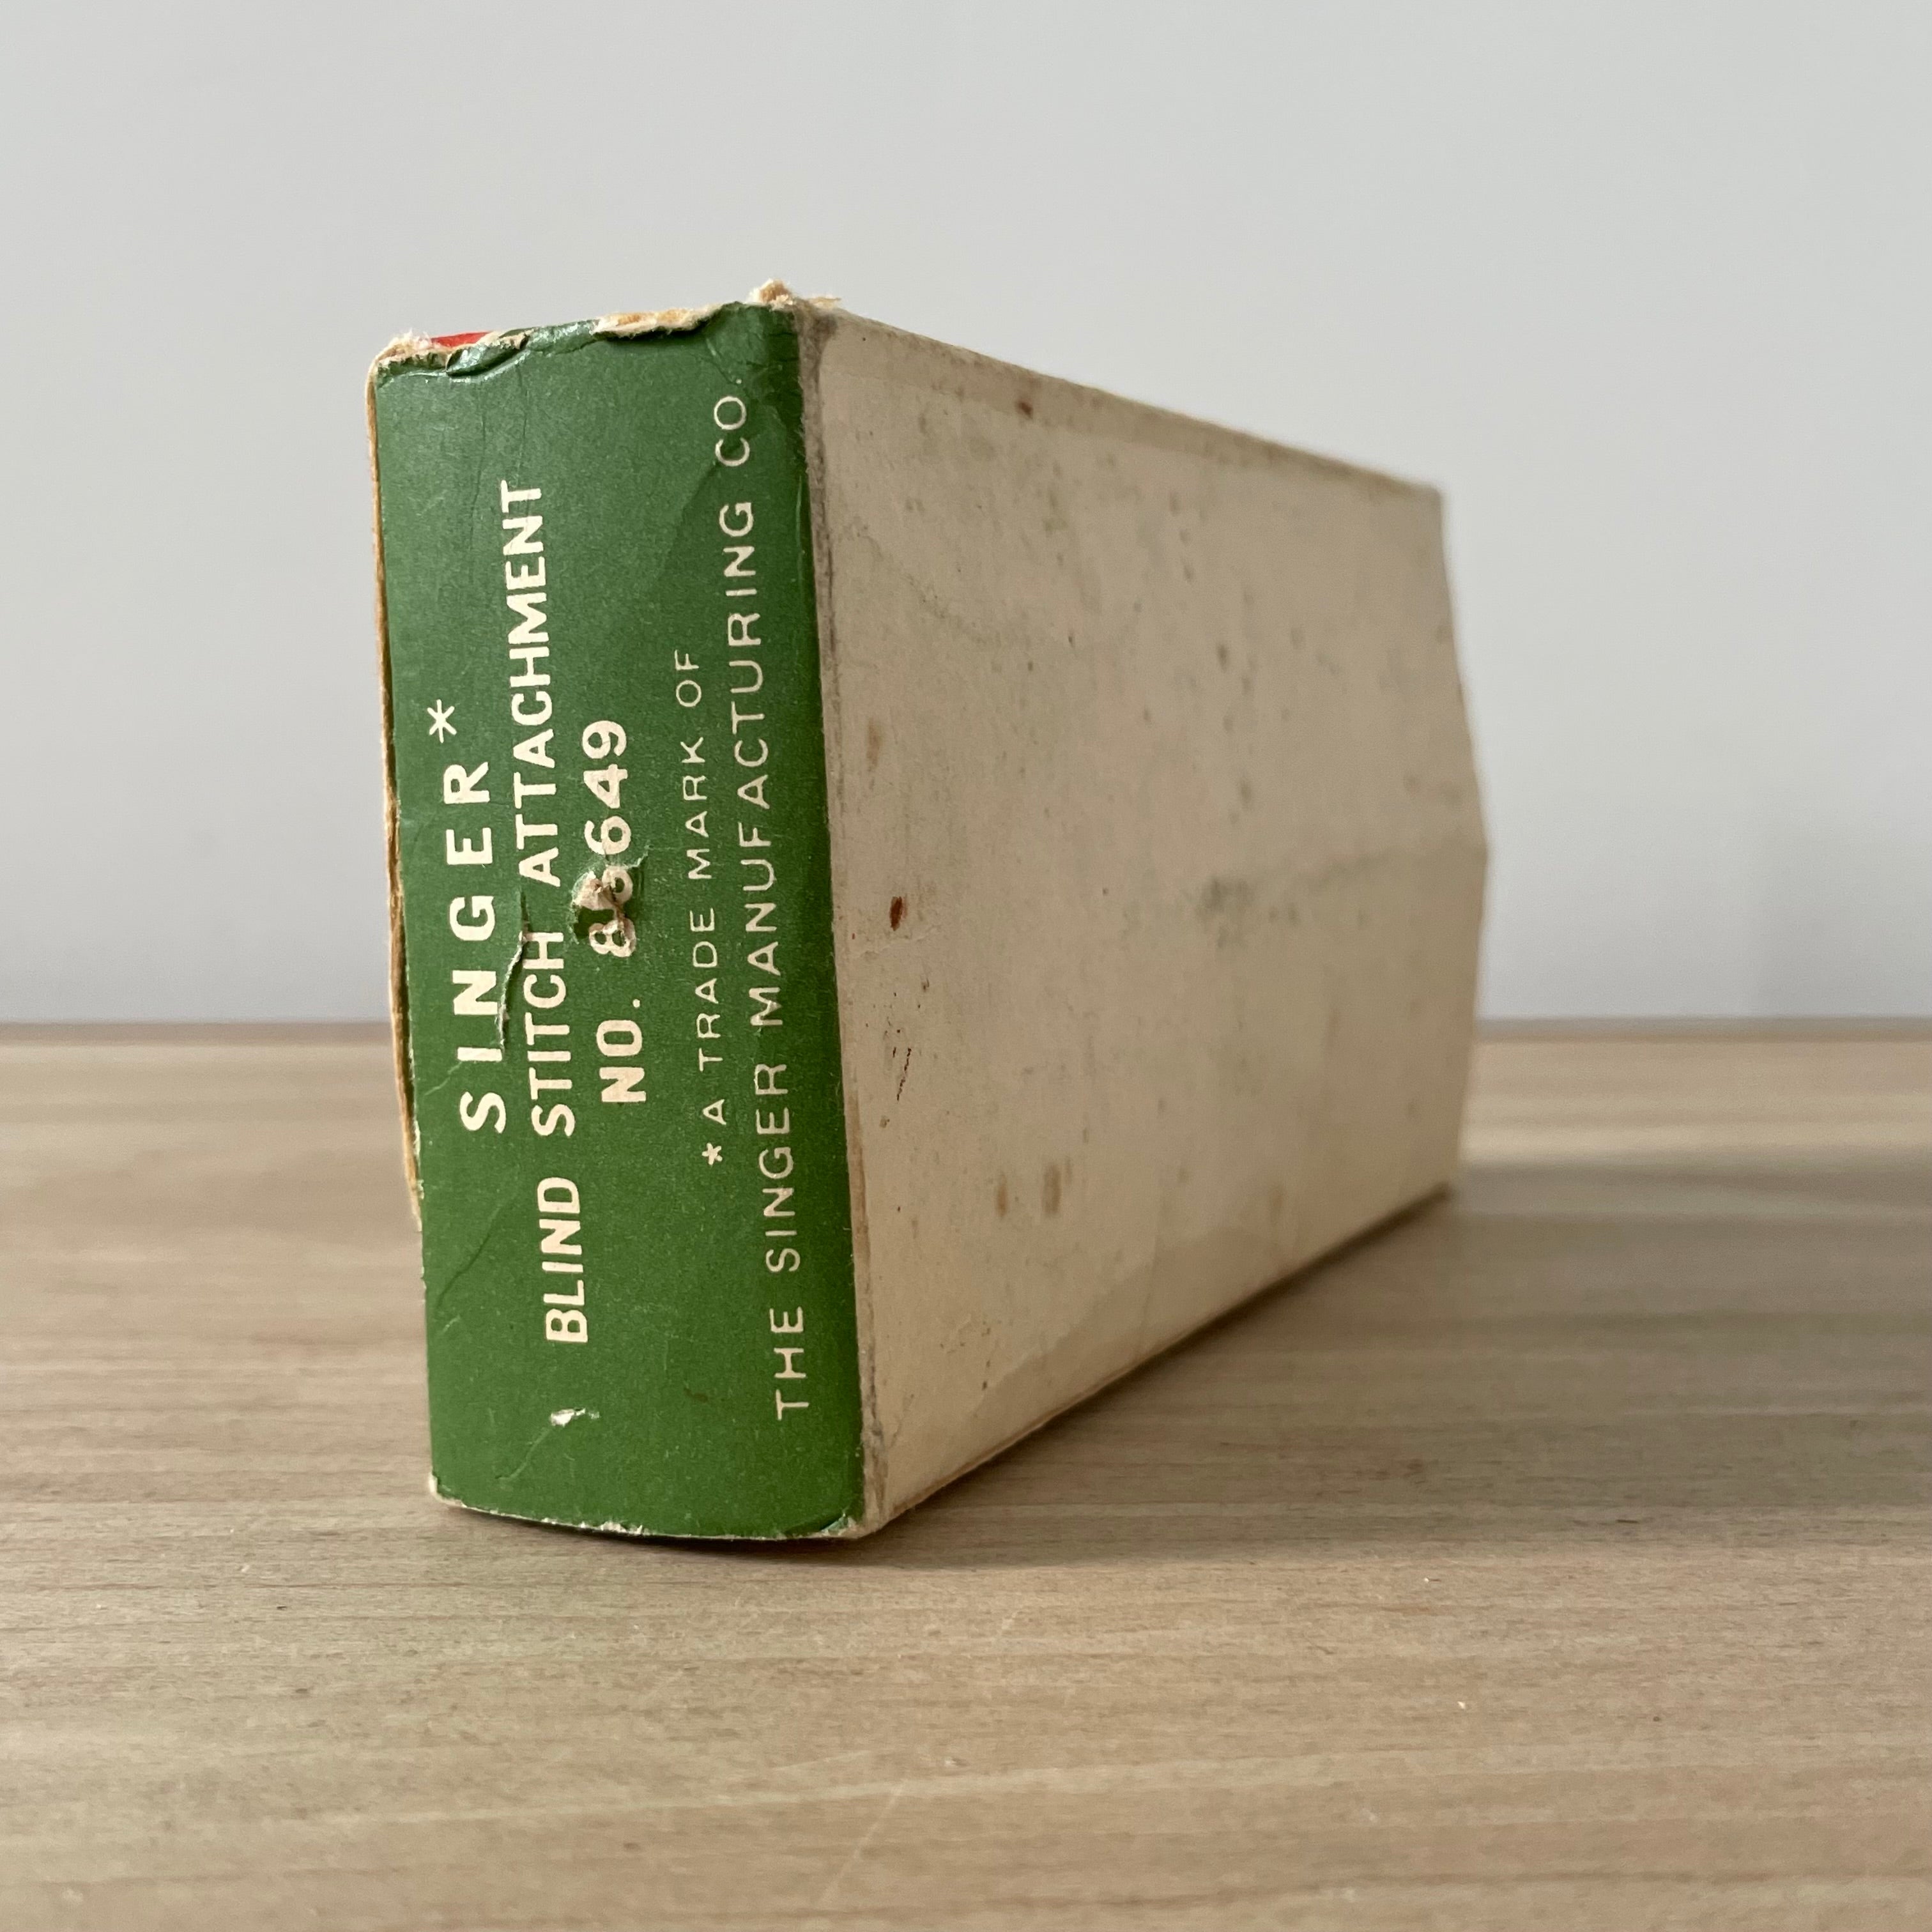 SINGER*
BLIND STITCH ATTACHMENT
NO. 86649
*A TRADE MARK OF
THE SINGER MANUFACTURING CO